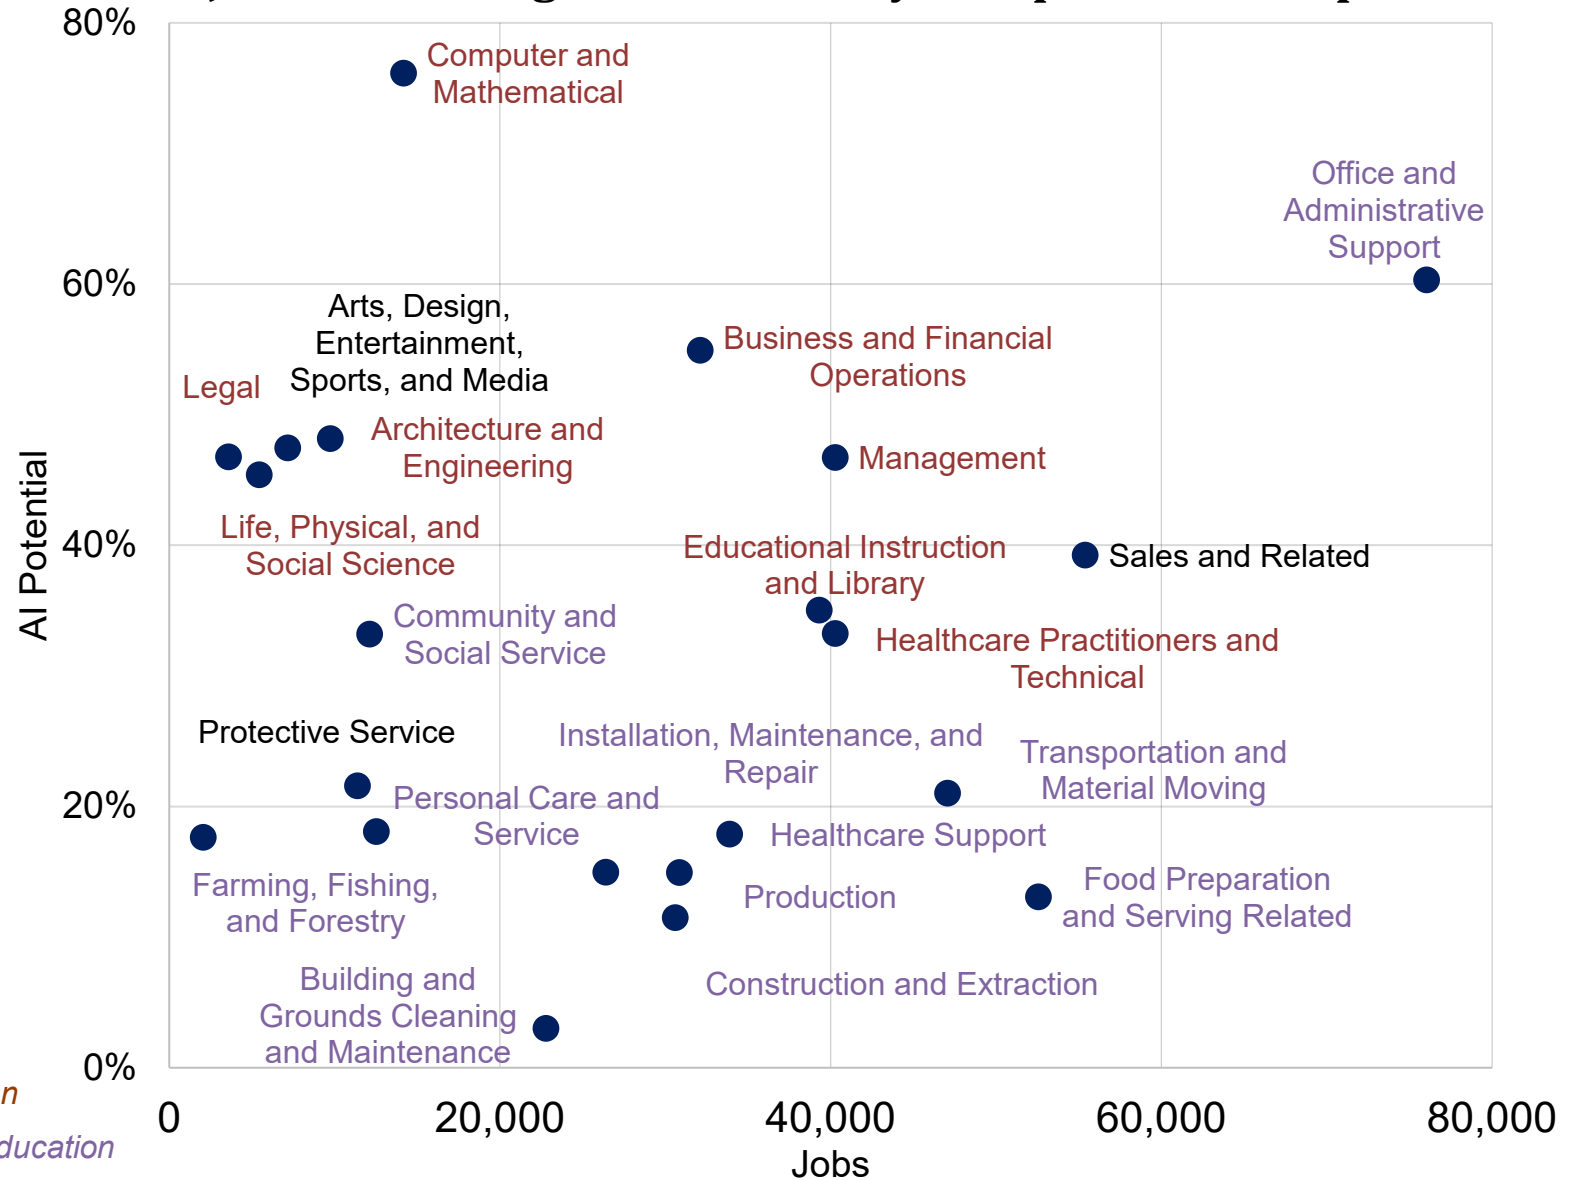 80%
Computer and
Mathematical
Office and
Administrative
Support
60%
Arts, Design,
Entertainment,
Sports, and Media
Business and Financial
Operations
Legal
Architecture and
Engineering
Management
AI Potential
Life, Physical, and
Social Science
40%
Educational Instruction
and Library
Sales and Related
Community and
Social Service
Healthcare Practitioners and
Technical
Protective Service
Installation, Maintenance, and
Repair
Transportation and
Material Moving
20%
Personal Care and
Service
Healthcare Support
Farming, Fishing,
and Forestry
Production
Food Preparation
and Serving Related
Building and
Grounds Cleaning
and Maintenance
Construction and Extraction
0%
0 20,000 40,000 60,000 80,000
Jobs